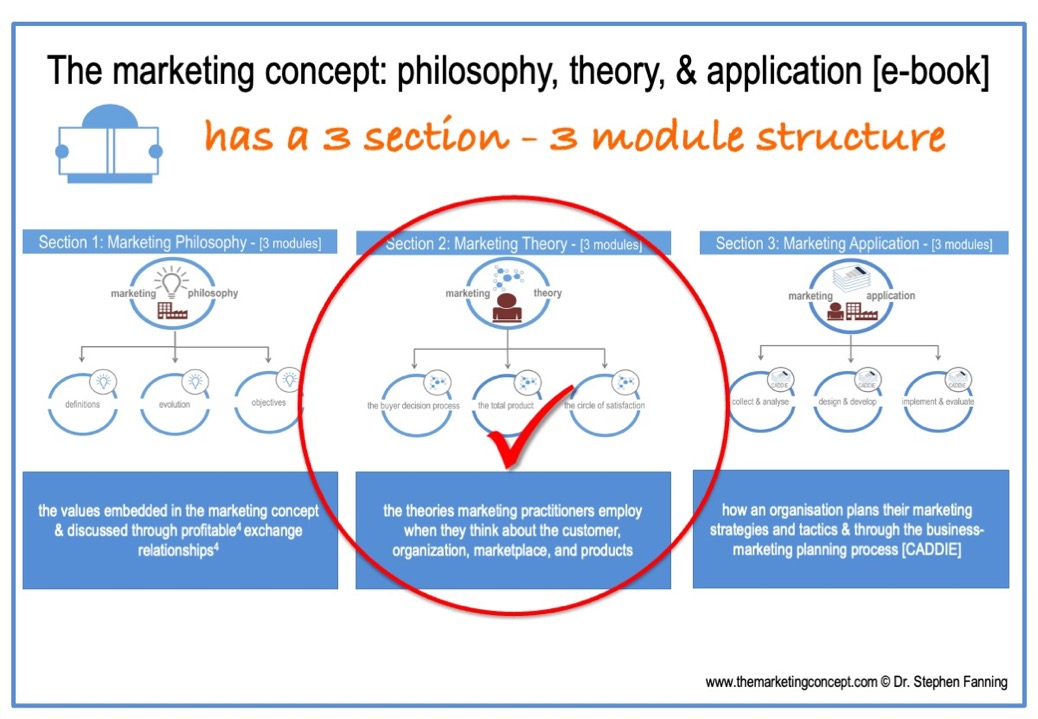 The marketing concept: philosophy, theory, & application [e-book]
has a 3 section - 3 module structure
Section 1: Marketing Philosophy - [3 modules]
marketing philosophy
definitions
evolution
objectives
the values embedded in the marketing concept
& discussed through profitable⁴ exchange
relationships⁴
Section 2: Marketing Theory - [3 modules]
marketing theory
the buyer decision process
the total product
the circle of satisfaction
the theories marketing practitioners employ
when they think about the customer,
organization, marketplace, and products
Section 3: Marketing Application - [3 modules]
marketing application
CADDIE
collect & analyse
CADDIE
design & develop
CADDIE
implement & evaluate
how an organisation plans their marketing
strategies and tactics & through the business-
marketing planning process [CADDIE]
www.themarketingconcept.com © Dr. Stephen Fanning